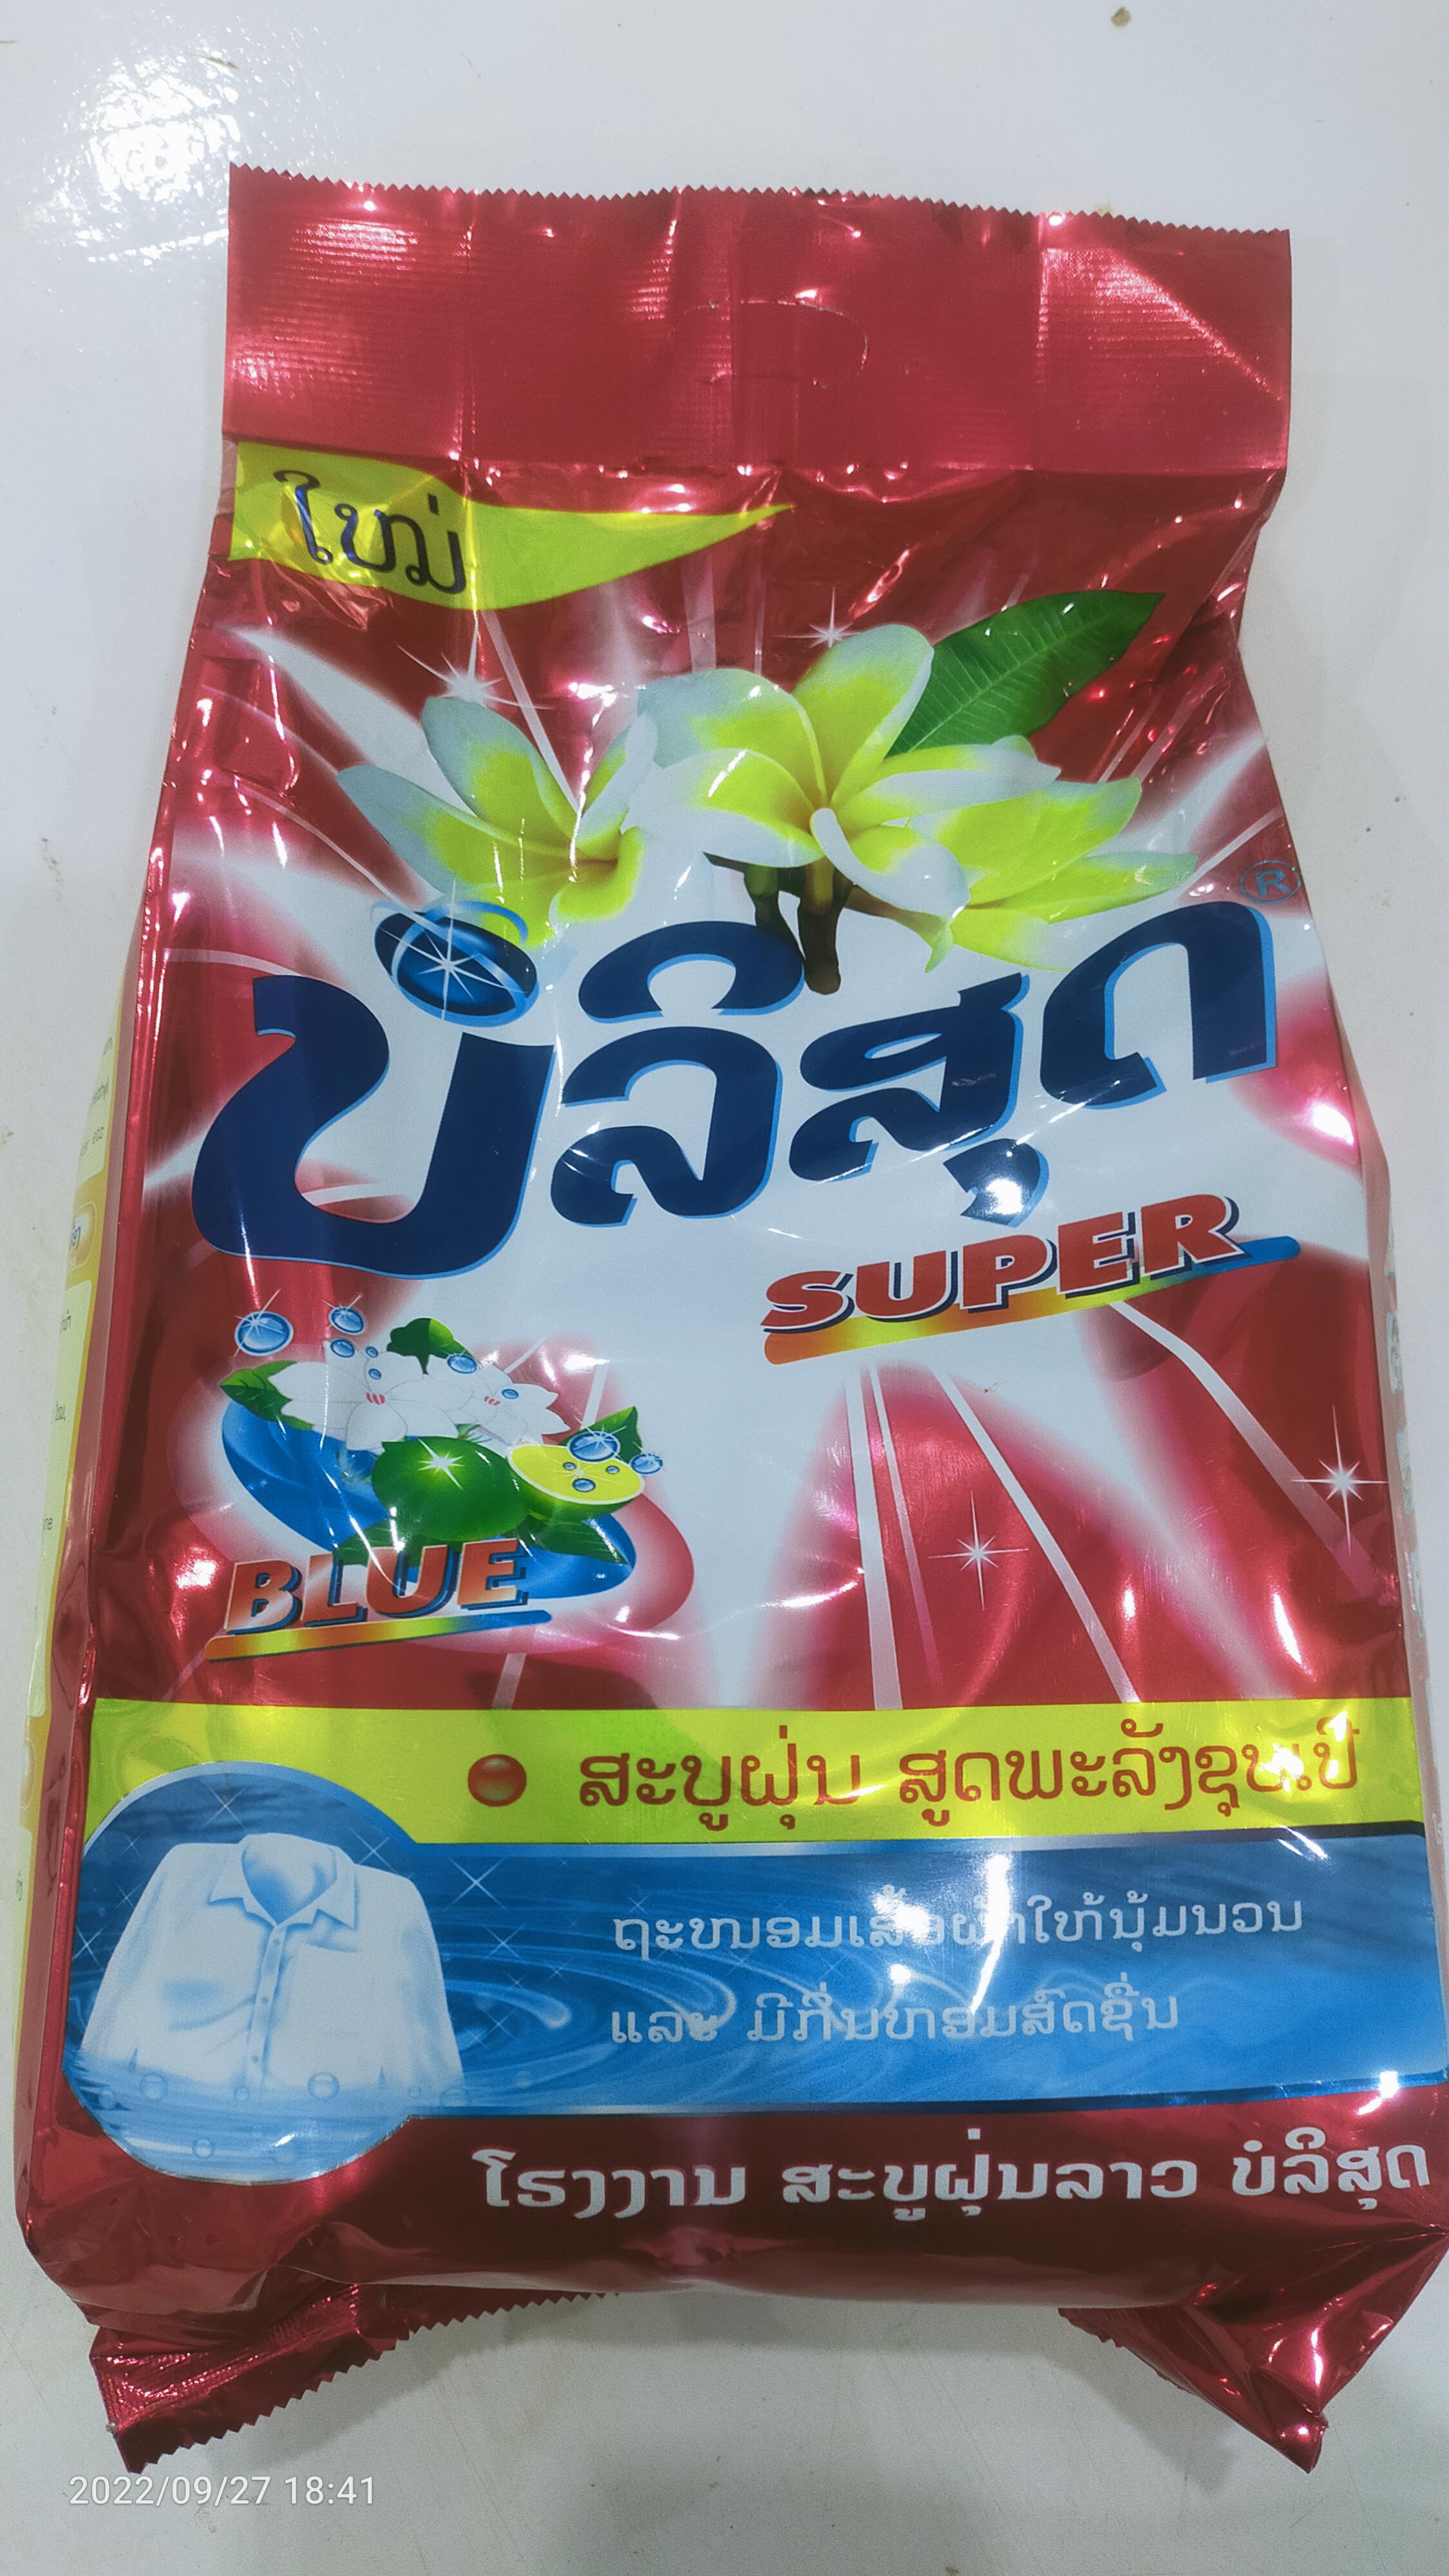 ໃໝ່
ບໍລິສຸດ ®
SUPER
BLUE
ສະບູຝຸ່ນ ສູດພະລັງຊຸບເປີ
ຖະໜອມເສື້ອຜ້າໃຫ້ນຸ້ມນວນ
ແລະ ມີກິ່ນຫອມສົດຊື່ນ
ໂຮງງານ ສະບູຝຸ່ນລາວ ບໍລິສຸດ
2022/09/27 18:41